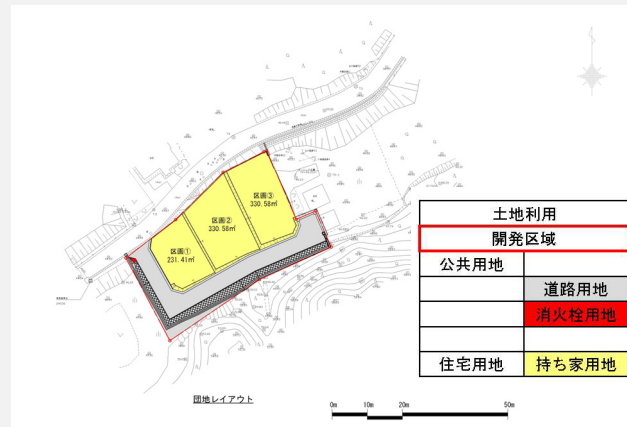 区画③
330.58㎡
区画②
330.58㎡
区画①
231.41㎡
土地利用
開発区域
公共用地
道路用地
消火栓用地
住宅用地
持ち家用地
団地レイアウト
0m
10m
20m
50m